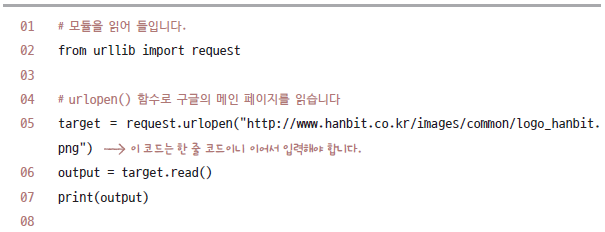 01 # 모듈을 읽어 들입니다.
02 from urllib import request
03
04 # urlopen() 함수로 구글의 메인 페이지를 읽습니다
05 target = request.urlopen("http://www.hanbit.co.kr/images/common/logo_hanbit.
png") → 이 코드는 한 줄 코드이니 이어서 입력해야 합니다.
06 output = target.read()
07 print(output)
08